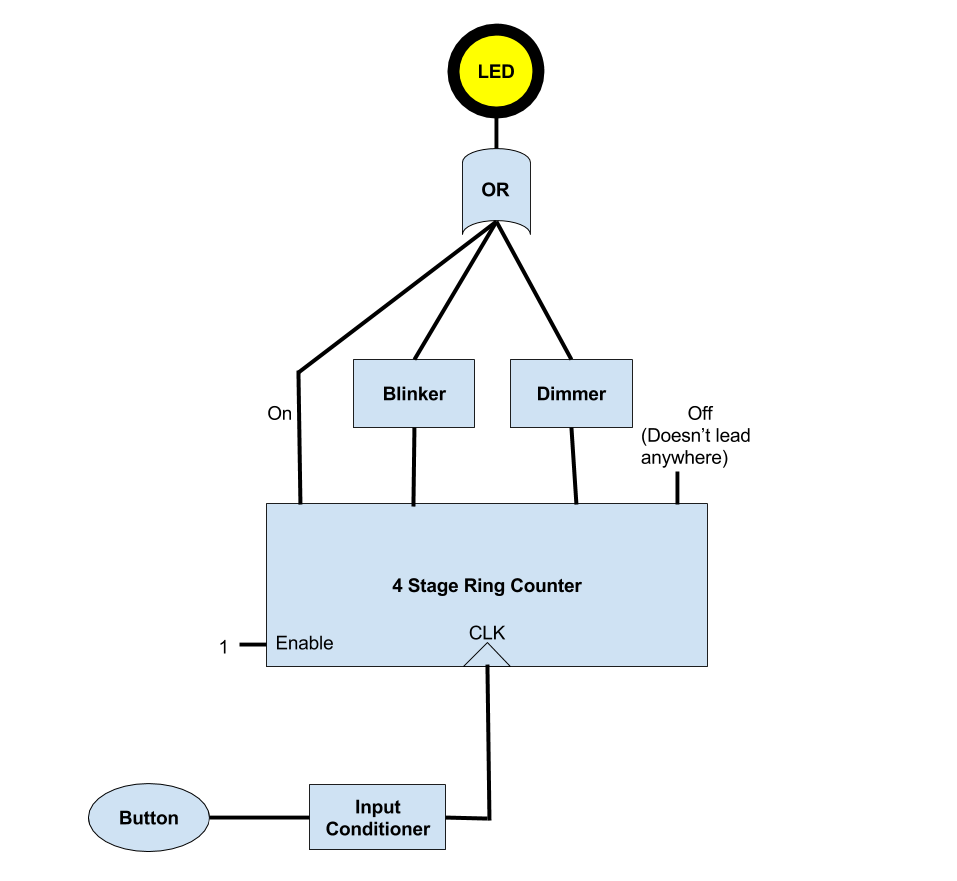 LED
OR
Blinker
Dimmer
On
Off
(Doesn't lead
anywhere)
4 Stage Ring Counter
CLK
1
Enable
Button
Input
Conditioner